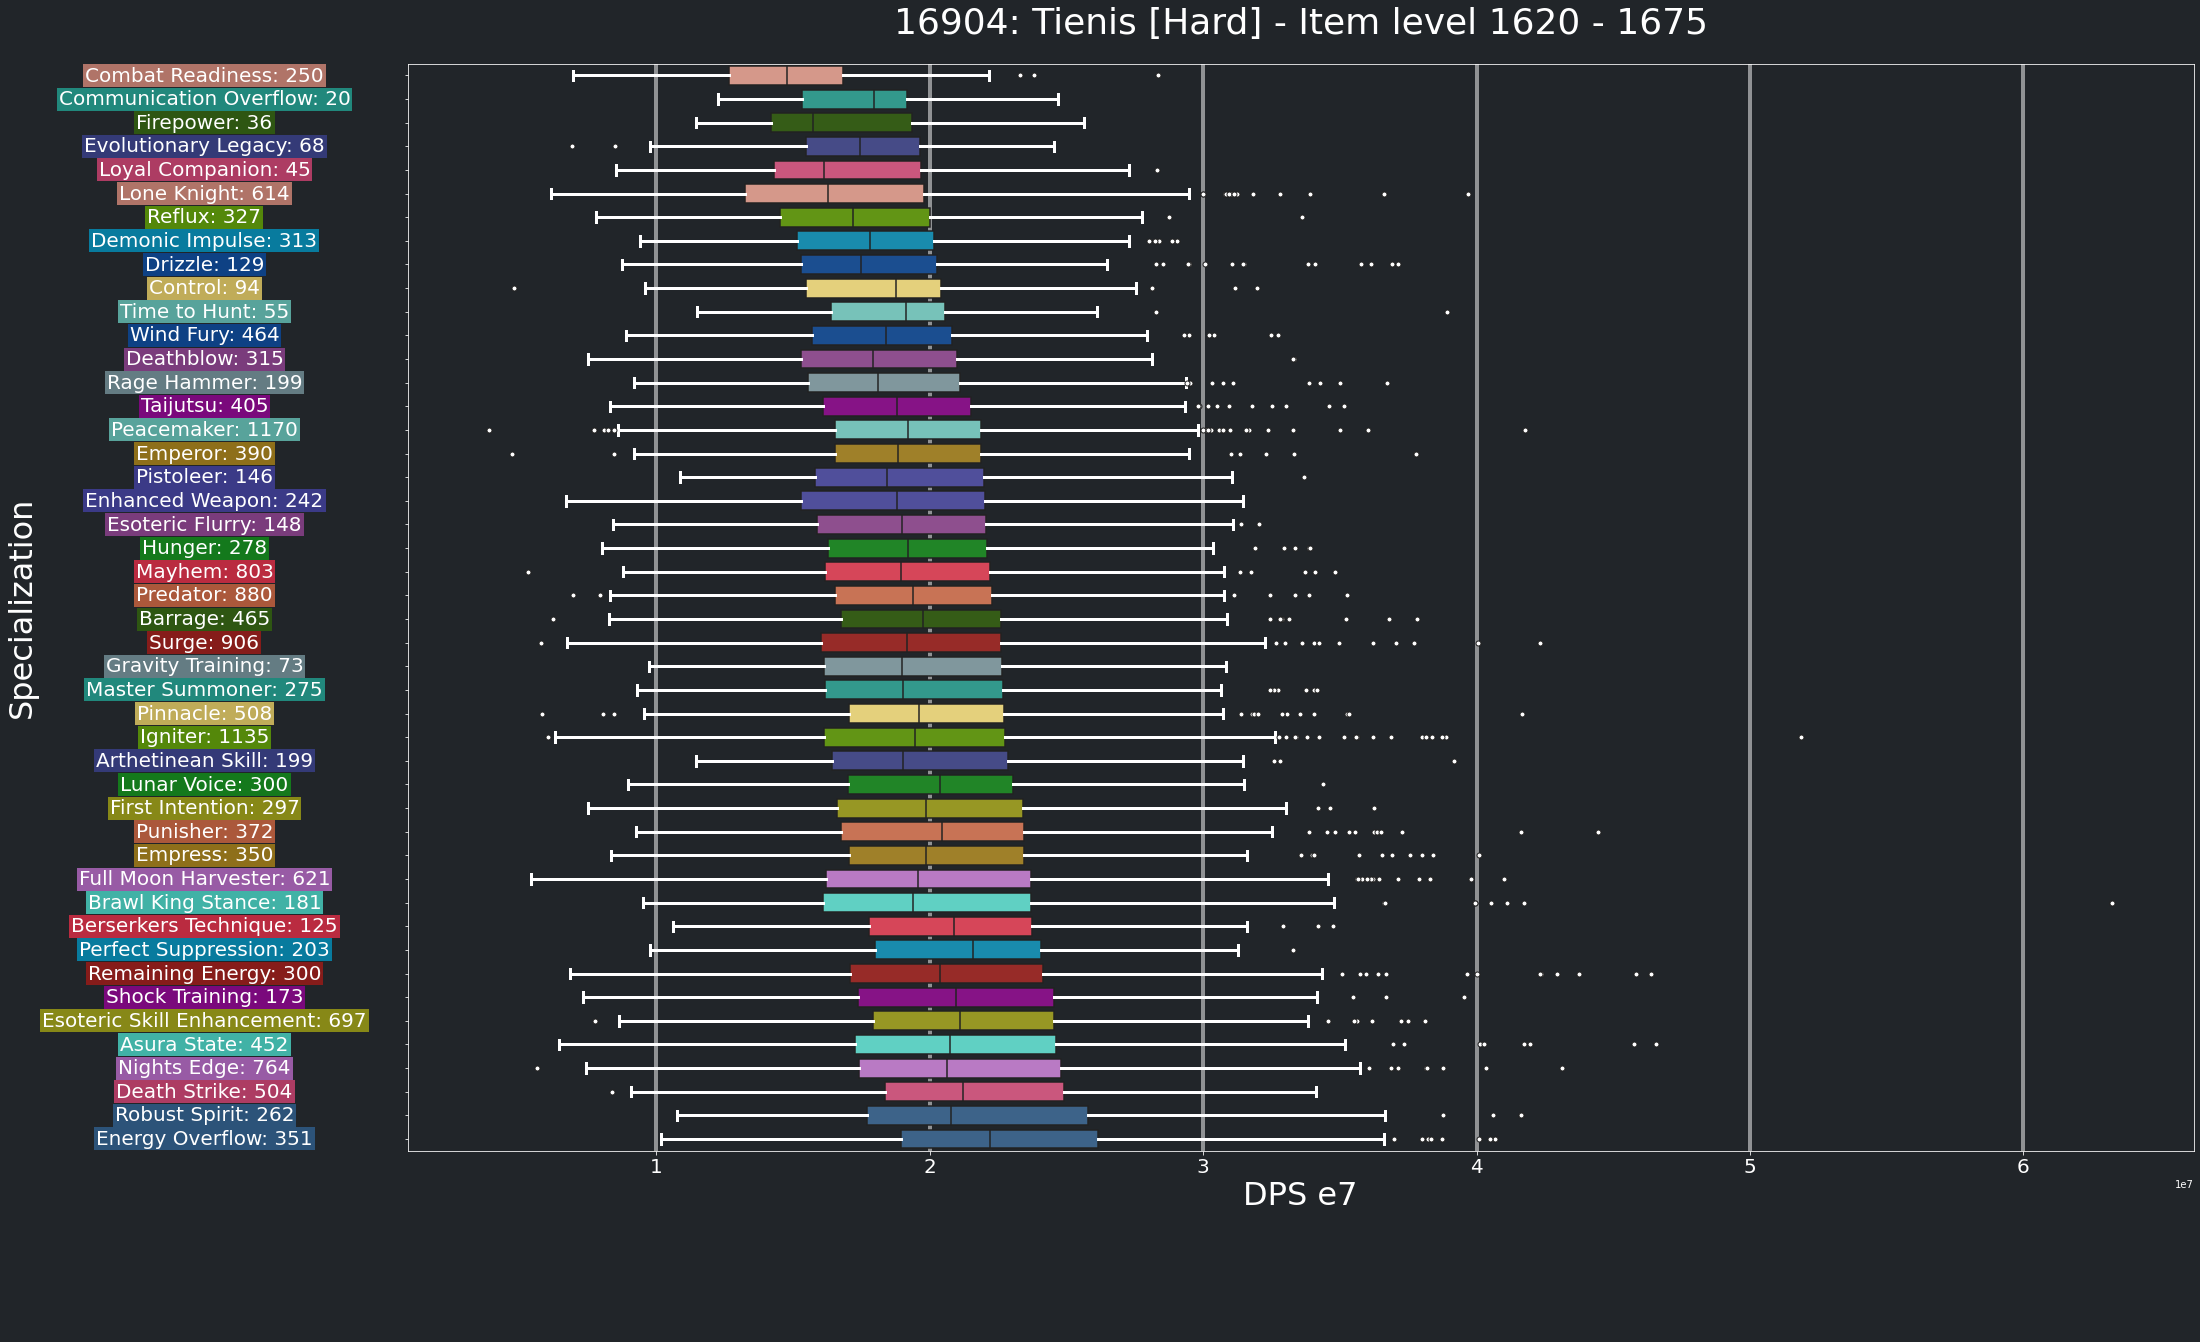 16904: Tienis [Hard] - Item level 1620 - 1675
Specialization
Combat Readiness: 250
Communication Overflow: 20
Firepower: 36
Evolutionary Legacy: 68
Loyal Companion: 45
Lone Knight: 614
Reflux: 327
Demonic Impulse: 313
Drizzle: 129
Control: 94
Time to Hunt: 55
Wind Fury: 464
Deathblow: 315
Rage Hammer: 199
Taijutsu: 405
Peacemaker: 1170
Emperor: 390
Pistoleer: 146
Enhanced Weapon: 242
Esoteric Flurry: 148
Hunger: 278
Mayhem: 803
Predator: 880
Barrage: 465
Surge: 906
Gravity Training: 73
Master Summoner: 275
Pinnacle: 508
Igniter: 1135
Arthetinean Skill: 199
Lunar Voice: 300
First Intention: 297
Punisher: 372
Empress: 350
Full Moon Harvester: 621
Brawl King Stance: 181
Berserkers Technique: 125
Perfect Suppression: 203
Remaining Energy: 300
Shock Training: 173
Esoteric Skill Enhancement: 697
Asura State: 452
Nights Edge: 764
Death Strike: 504
Robust Spirit: 262
Energy Overflow: 351
1 2 3 4 5 6
1e7
DPS e7